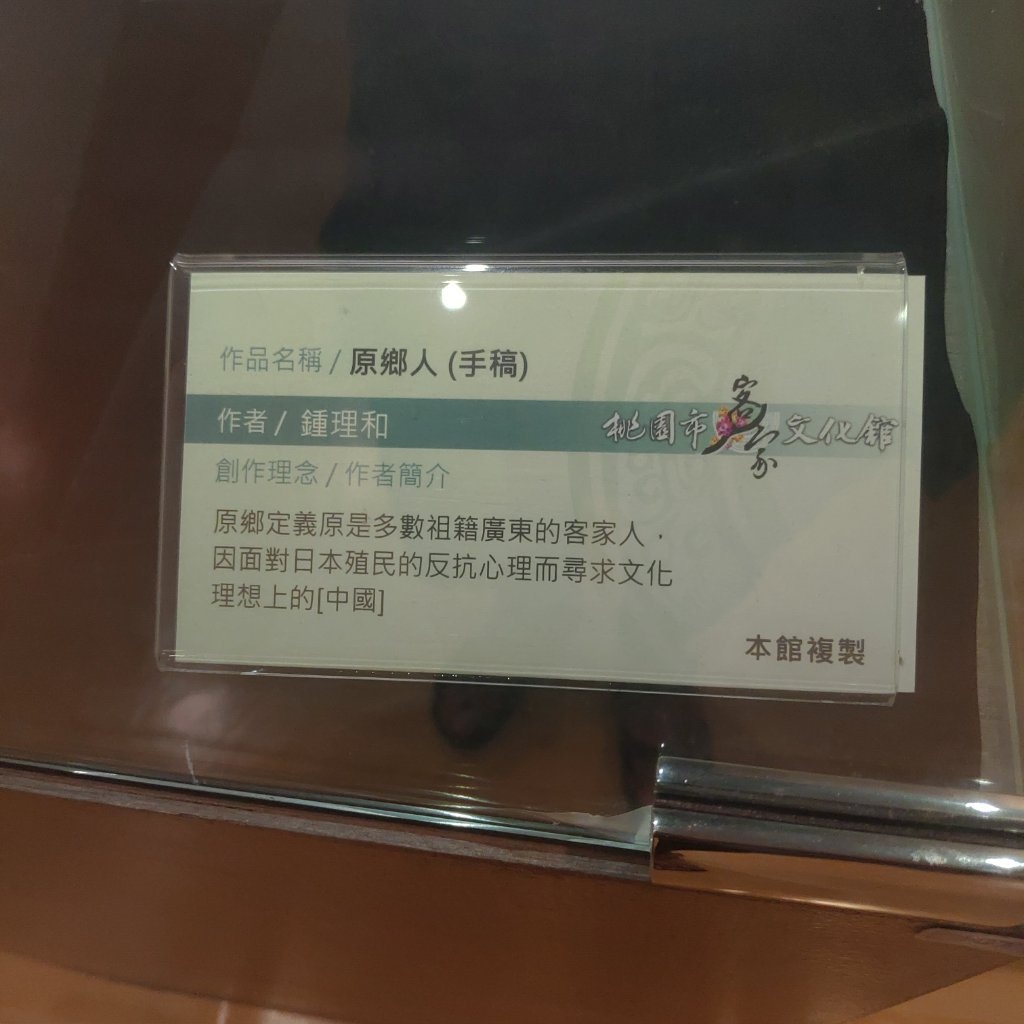 作品名稱 / 原鄉人 (手稿)
作者 / 鍾理和
桃園市客家文化館
創作理念 / 作者簡介
原鄉定義原是多數祖籍廣東的客家人，
因面對日本殖民的反抗心理而尋求文化
理想上的[中國]
本館複製